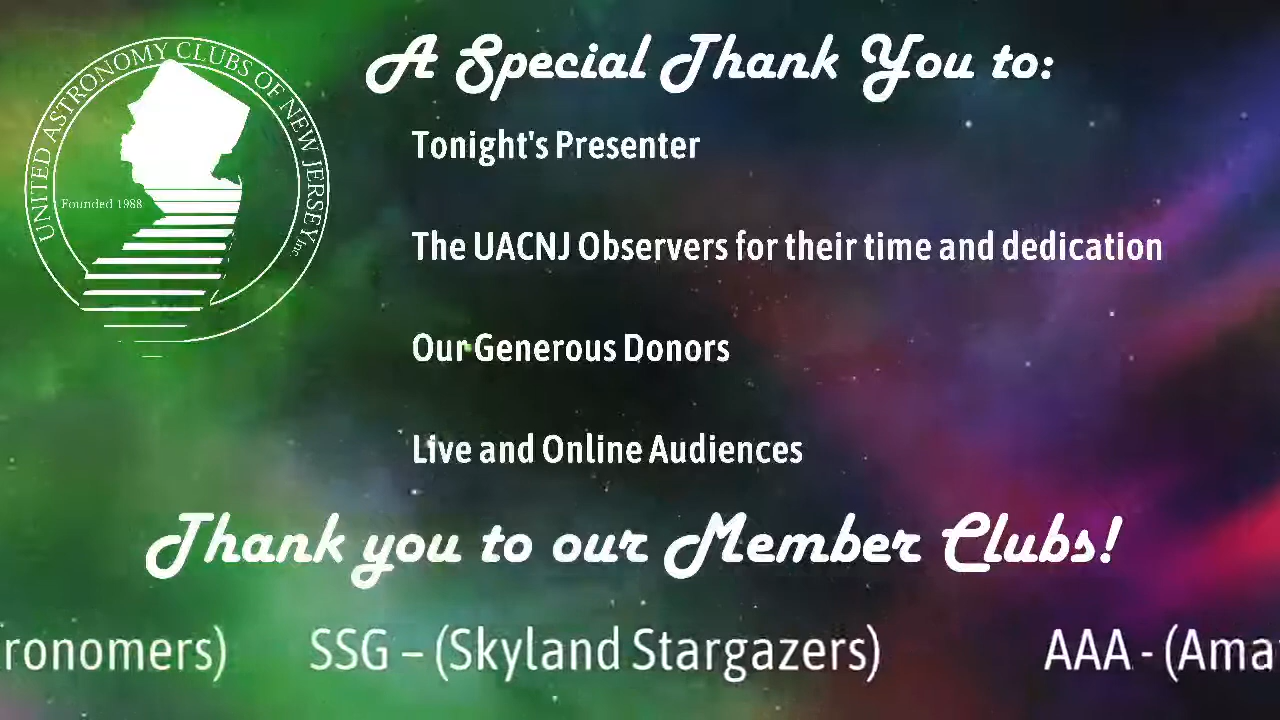 UNITED ASTRONOMY CLUBS OF NEW JERSEY, Inc.
Founded 1988
A Special Thank You to:
Tonight's Presenter
The UACNJ Observers for their time and dedication
Our Generous Donors
Live and Online Audiences
Thank you to our Member Clubs!
ronomers) SSG – (Skyland Stargazers) AAA - (Ama